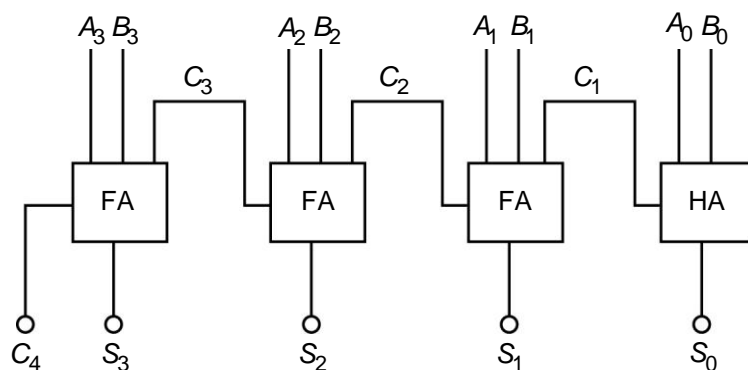 A₃ B₃ A₂ B₂ A₁ B₁ A₀ B₀
C₃ C₂ C₁
FA FA FA HA
C₄ S₃ S₂ S₁ S₀